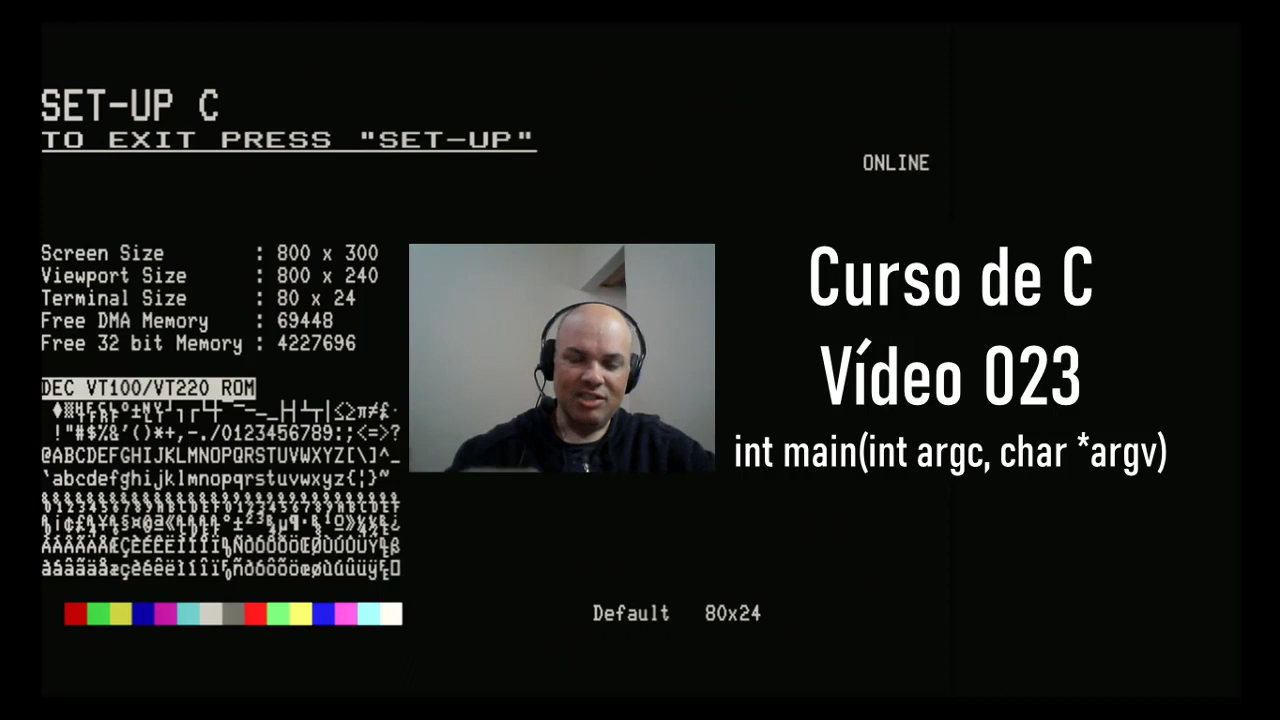 SET-UP C
TO EXIT PRESS "SET-UP"
ONLINE
Screen Size : 800 x 300
Viewport Size : 800 x 240
Terminal Size : 80 x 24
Free DMA Memory : 69448
Free 32 bit Memory : 4227696
DEC VT100/VT220 ROM
!"#$%&'()*+,-./0123456789:;<=>?
@ABCDEFGHIJKLMNOPQRSTUVWXYZ[\]^_
`abcdefghijklmnopqrstuvwxyz{¦}~
Curso de C
Vídeo 023
int main(int argc, char *argv)
Default 80x24